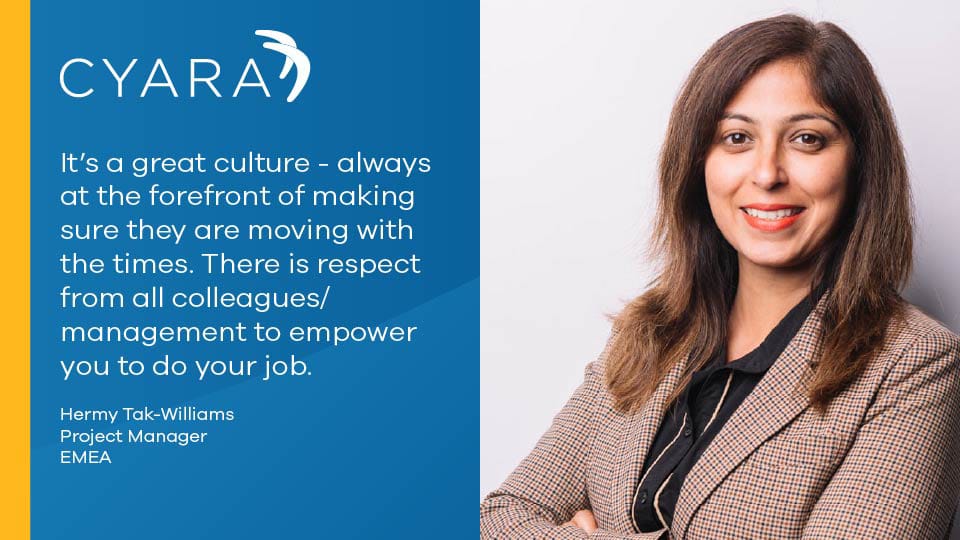 CYARA
It's a great culture - always
at the forefront of making
sure they are moving with
the times. There is respect
from all colleagues/
management to empower
you to do your job.
Hermy Tak-Williams
Project Manager
EMEA